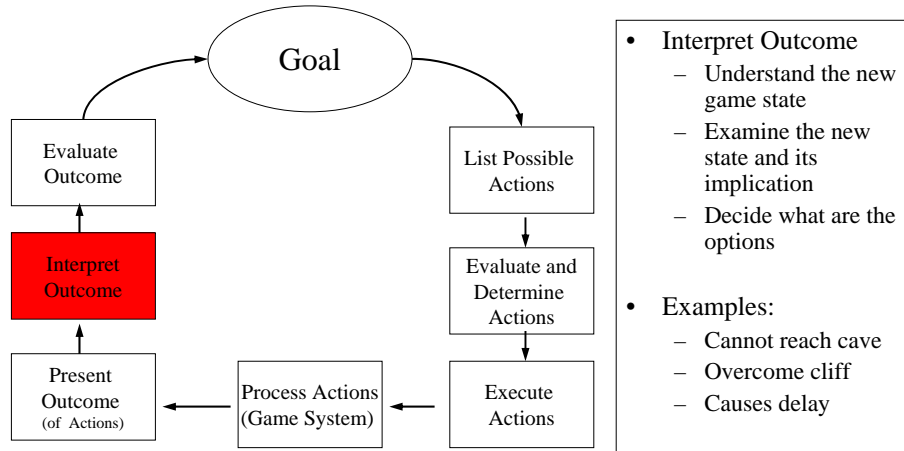 Goal
List Possible
Actions
Evaluate and
Determine
Actions
Execute
Actions
Process Actions
(Game System)
Present
Outcome
(of Actions)
Interpret
Outcome
Evaluate
Outcome
• Interpret Outcome
– Understand the new
game state
– Examine the new
state and its
implication
– Decide what are the
options
• Examples:
– Cannot reach cave
– Overcome cliff
– Causes delay